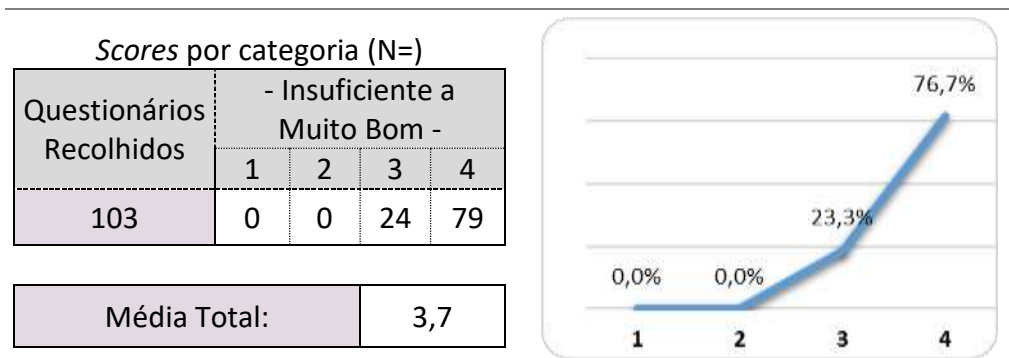 Scores por categoria (N=)
Questionários
Recolhidos
- Insuficiente a
Muito Bom -
1 2 3 4
103 0 0 24 79
Média Total: 3,7
76,7%
23,3%
0,0% 0,0%
1 2 3 4